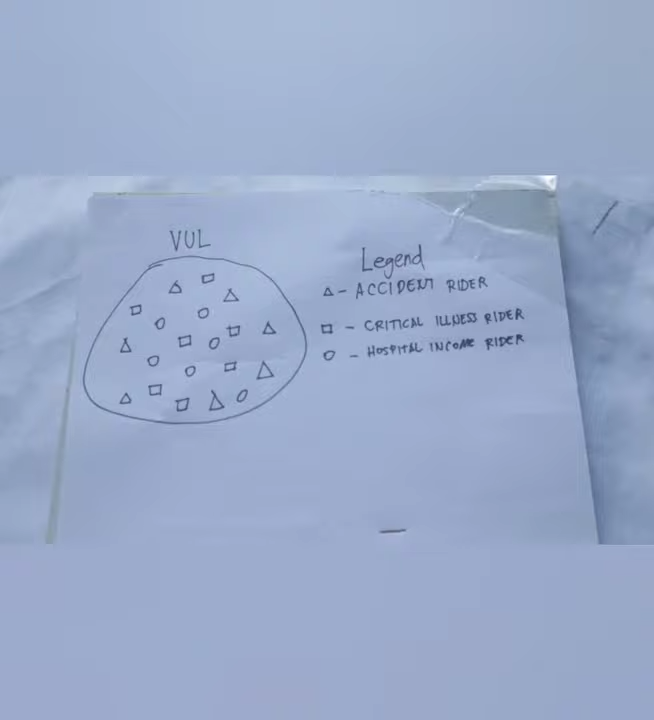 VUL
Legend
△ - ACCIDENT RIDER
□ - CRITICAL ILLNESS RIDER
○ - HOSPITAL INCOME RIDER